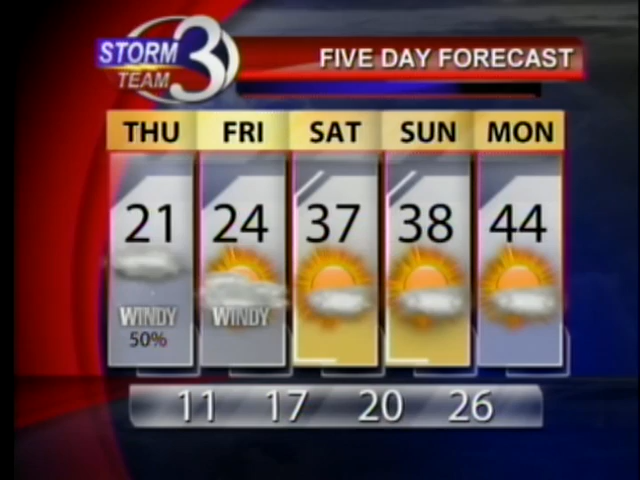 STORM
TEAM
3
FIVE DAY FORECAST
THU FRI SAT SUN MON
21 24 37 38 44
WINDY WINDY
50%
11 17 20 26